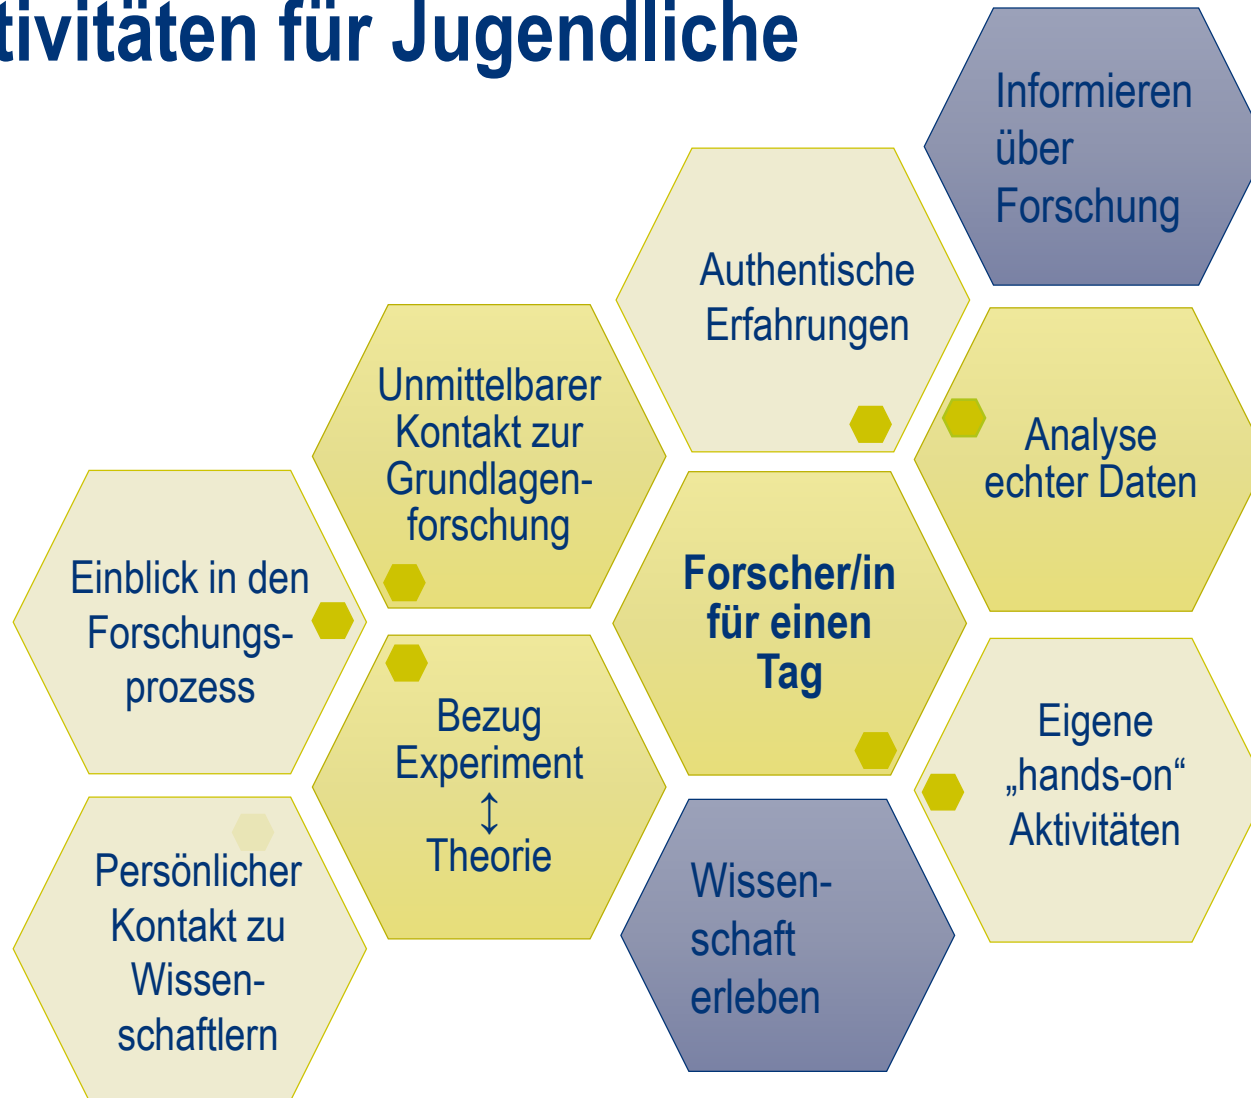 tivitäten für Jugendliche
Informieren
über
Forschung
Authentische
Erfahrungen
Unmittelbarer
Kontakt zur
Grundlagen-
forschung
Analyse
echter Daten
Einblick in den
Forschungs-
prozess
Forscher/in
für einen
Tag
Bezug
Experiment
↕
Theorie
Eigene
„hands-on“
Aktivitäten
Persönlicher
Kontakt zu
Wissen-
schaftlern
Wissen-
schaft
erleben